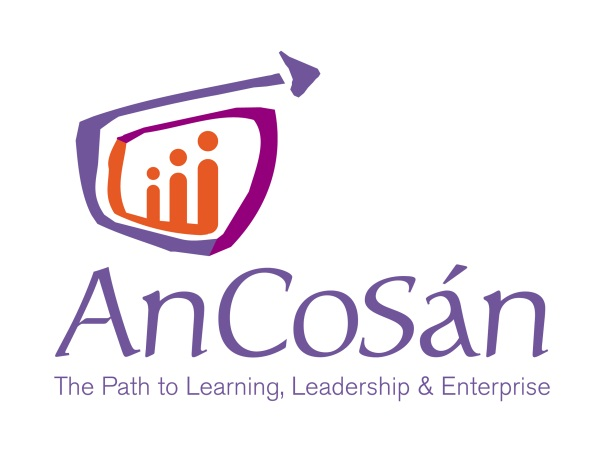 AnCoSán
The Path to Learning, Leadership & Enterprise